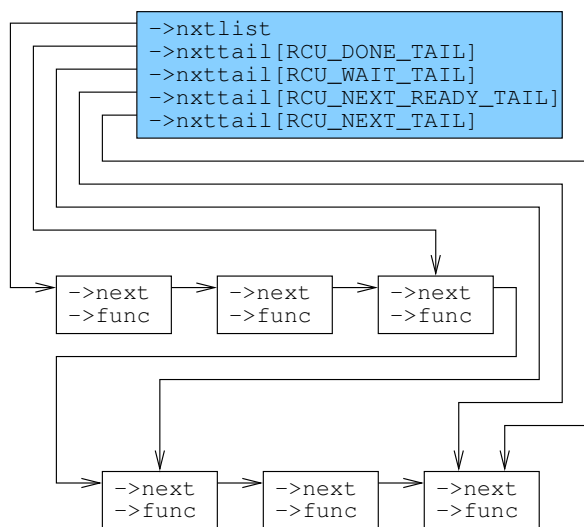 ->nxtlist
->nxttail[RCU_DONE_TAIL]
->nxttail[RCU_WAIT_TAIL]
->nxttail[RCU_NEXT_READY_TAIL]
->nxttail[RCU_NEXT_TAIL]
->next
->func
->next
->func
->next
->func
->next
->func
->next
->func
->next
->func